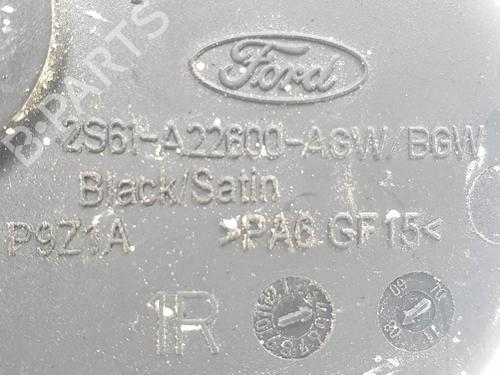 Ford
2S61-A22600-AGW/BGW
Black/Satin
P9Z1A >PA6 GF15<
1R
B-PARTS